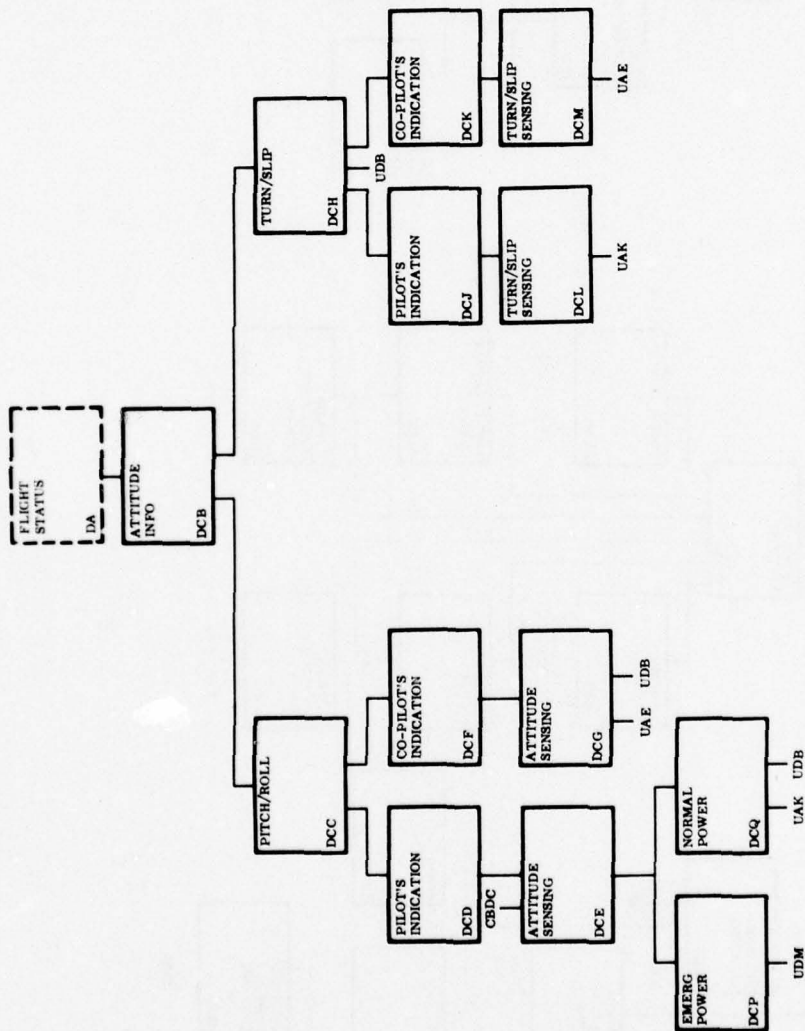 FLIGHT
STATUS
DA
ATTITUDE
INFO
DCB
PITCH/ROLL
DCC
TURN/SLIP
DCH
UDB
PILOT'S
INDICATION
DCD
CBDC
CO-PILOT'S
INDICATION
DCF
PILOT'S
INDICATION
DCJ
CO-PILOT'S
INDICATION
DCK
ATTITUDE
SENSING
DCE
ATTITUDE
SENSING
DCG
UAE
UDB
TURN/SLIP
SENSING
DCL
UAK
TURN/SLIP
SENSING
DCM
UAE
EMERG
POWER
DCP
UDM
NORMAL
POWER
DCQ
UAK
UDB